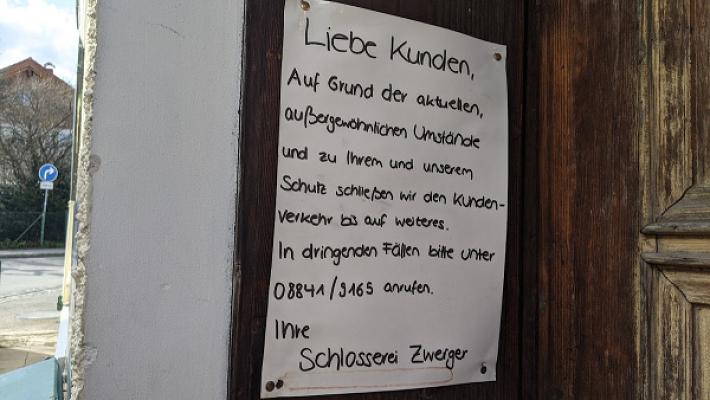 Liebe Kunden,
Auf Grund der aktuellen,
außergewöhnlichen Umstände
und zu Ihrem und unserem
Schutz schließen wir den Kunden-
verkehr bis auf weiteres.
In dringenden Fällen bitte unter
08841/9165 anrufen.
Ihre
Schlosserei Zwerger